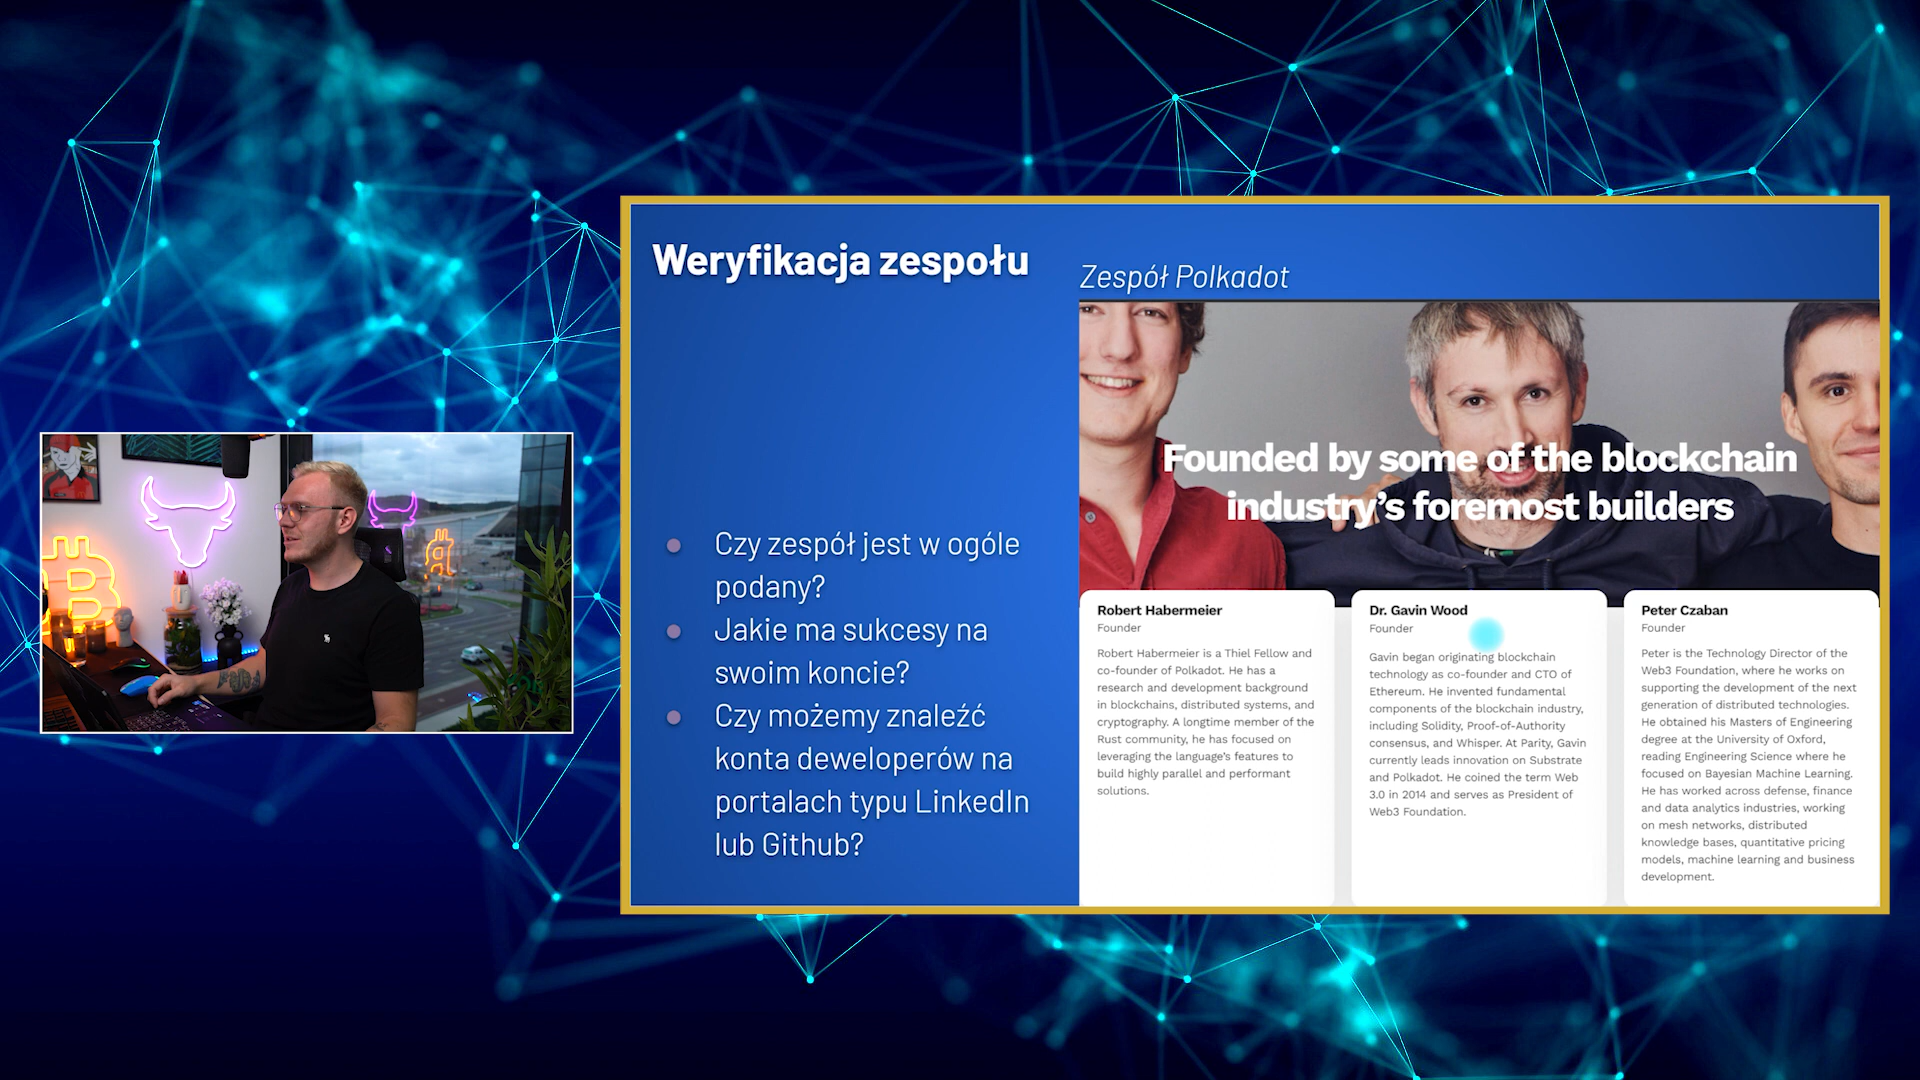 Weryfikacja zespołu
Czy zespół jest w ogóle
podany?
Jakie ma sukcesy na
swoim koncie?
Czy możemy znaleźć
konta deweloperów na
portalach typu LinkedIn
lub Github?
Zespół Polkadot
Founded by some of the blockchain
industry’s foremost builders
Robert Habermeier
Founder
Robert Habermeier is a Thiel Fellow and
co-founder of Polkadot. He has a
research and development background
in blockchains, distributed systems, and
cryptography. A longtime member of the
Rust community, he has focused on
leveraging the language’s features to
build highly parallel and performant
solutions.
Dr. Gavin Wood
Founder
Gavin began originating blockchain
technology as co-founder and CTO of
Ethereum. He invented fundamental
components of the blockchain industry,
including Solidity, Proof-of-Authority
consensus, and Whisper. At Parity, Gavin
currently leads innovation on Substrate
and Polkadot. He coined the term Web
3.0 in 2014 and serves as President of
Web3 Foundation.
Peter Czaban
Founder
Peter is the Technology Director of the
Web3 Foundation, where he works on
supporting the development of the next
generation of distributed technologies.
He obtained his Masters of Engineering
degree at the University of Oxford,
reading Engineering Science where he
focused on Bayesian Machine Learning.
He has worked across defense, finance
and data analytics industries, working
on mesh networks, distributed
knowledge bases, quantitative pricing
models, machine learning and business
development.